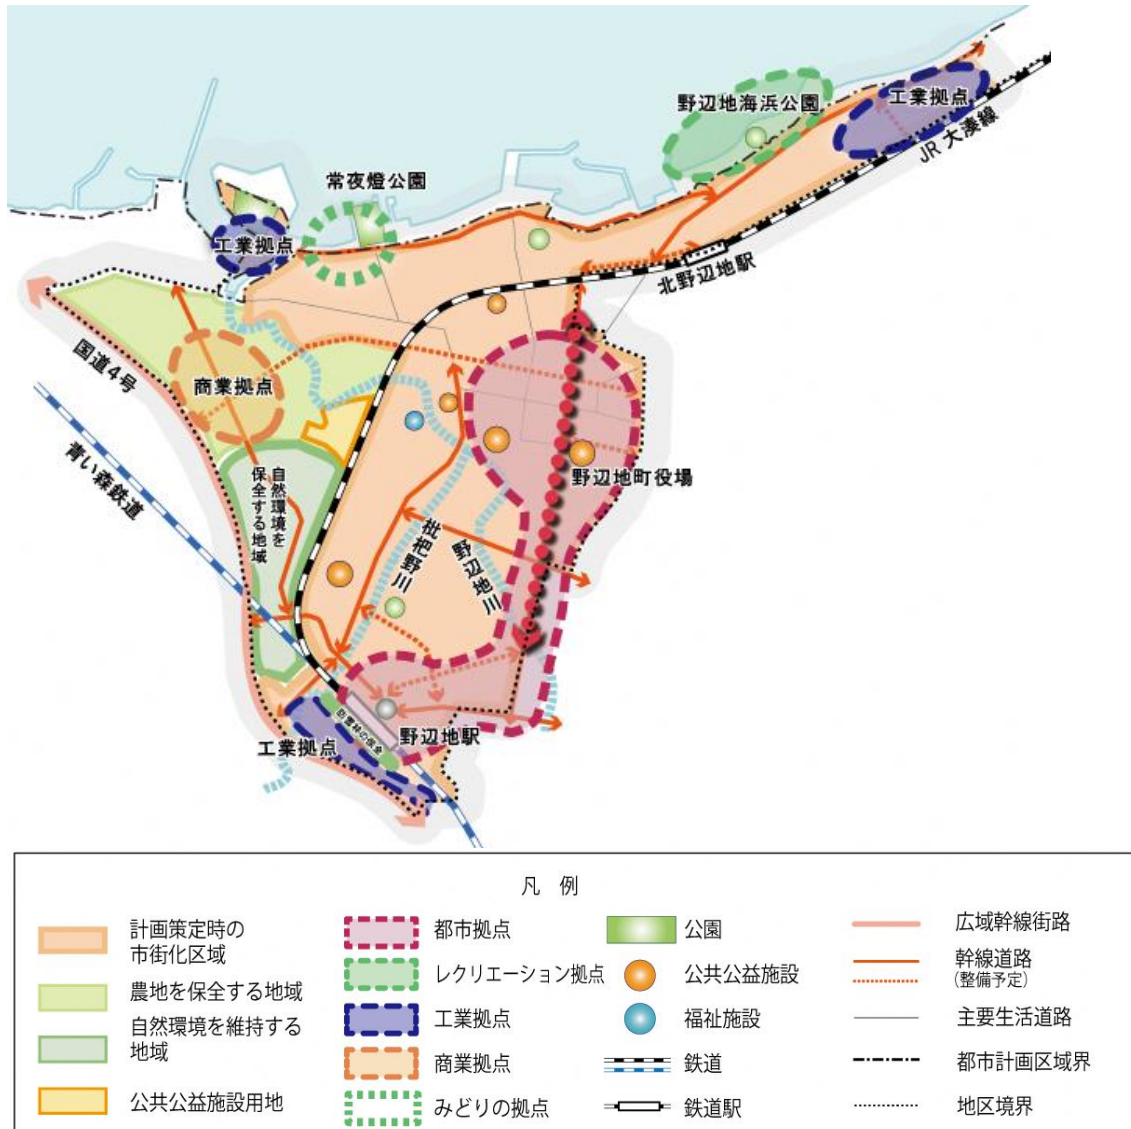 野辺地海浜公園
工業拠点
JR 大湊線
常夜燈公園
工業拠点
北野辺地駅
国道4号
商業拠点
青い森鉄道
自然環境を
保全する地域
野辺地町役場
枇杷野川
野辺地川
防雪林の保全
野辺地駅
工業拠点
凡 例
計画策定時の
市街化区域
農地を保全する地域
自然環境を維持する
地域
公共公益施設用地
都市拠点
レクリエーション拠点
工業拠点
商業拠点
みどりの拠点
公園
公共公益施設
福祉施設
鉄道
鉄道駅
広域幹線街路
幹線道路
(整備予定)
主要生活道路
都市計画区域界
地区境界